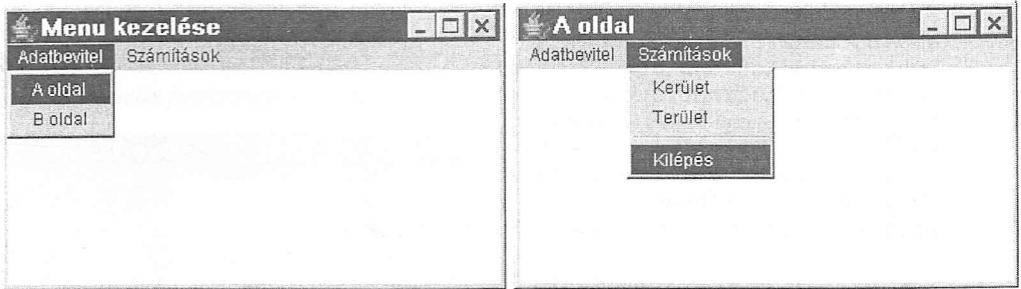 Menu kezelése
Adatbevitel Számítások
A oldal
B oldal
A oldal
Adatbevitel Számítások
Kerület
Terület
Kilépés